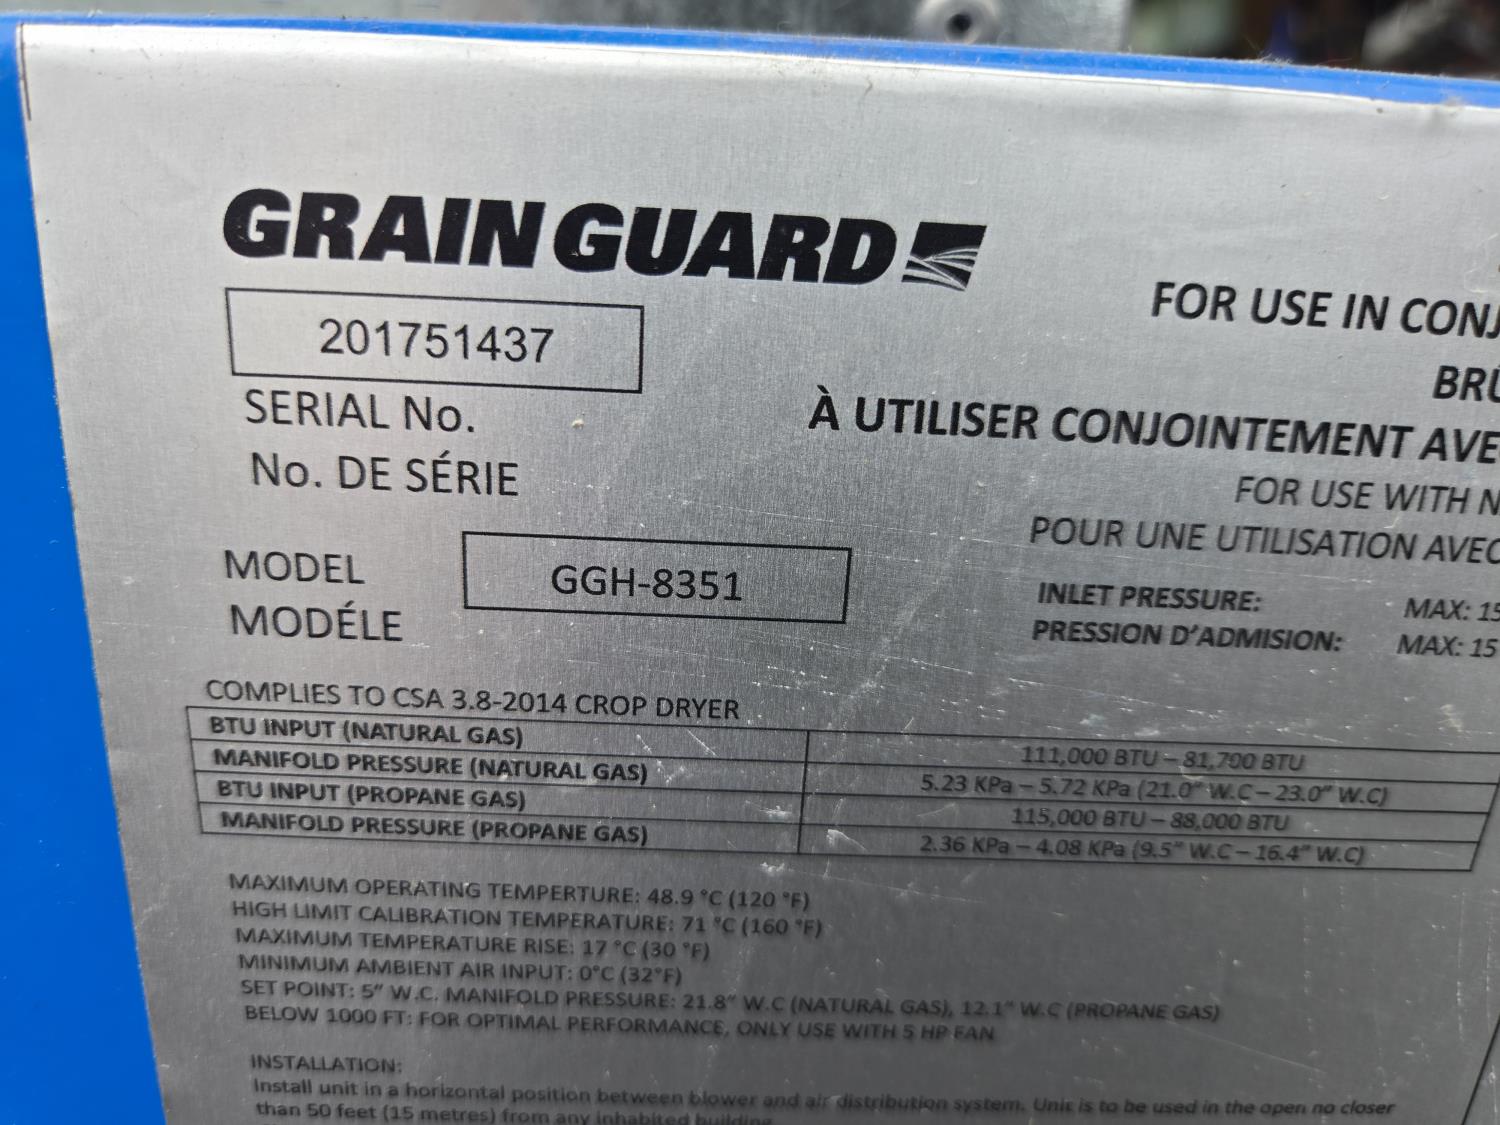 GRAIN GUARD
201751437
SERIAL No.
No. DE SÉRIE
MODEL
MODÉLE
GGH-8351
FOR USE IN CONJ
BRÛ
À UTILISER CONJOINTEMENT AVE
FOR USE WITH N
POUR UNE UTILISATION AVEC
INLET PRESSURE: MAX: 15
PRESSION D'ADMISION: MAX: 15
COMPLIES TO CSA 3.8-2014 CROP DRYER
BTU INPUT (NATURAL GAS) 111,000 BTU – 81,700 BTU
MANIFOLD PRESSURE (NATURAL GAS) 5.23 KPa – 5.72 KPa (21.0" W.C – 23.0" W.C)
BTU INPUT (PROPANE GAS) 115,000 BTU – 88,000 BTU
MANIFOLD PRESSURE (PROPANE GAS) 2.36 KPa – 4.08 KPa (9.5" W.C – 16.4" W.C)
MAXIMUM OPERATING TEMPERTURE: 48.9 °C (120 °F)
HIGH LIMIT CALIBRATION TEMPERATURE: 71 °C (160 °F)
MAXIMUM TEMPERATURE RISE: 17 °C (30 °F)
MINIMUM AMBIENT AIR INPUT: 0°C (32°F)
SET POINT: 5" W.C. MANIFOLD PRESSURE: 21.8" W.C (NATURAL GAS), 12.1" W.C (PROPANE GAS)
BELOW 1000 FT: FOR OPTIMAL PERFORMANCE, ONLY USE WITH 5 HP FAN
INSTALLATION:
Install unit in a horizontal position between blower and air distribution system. Unit is to be used in the open no closer
than 50 feet (15 metres) from any inhabited building.